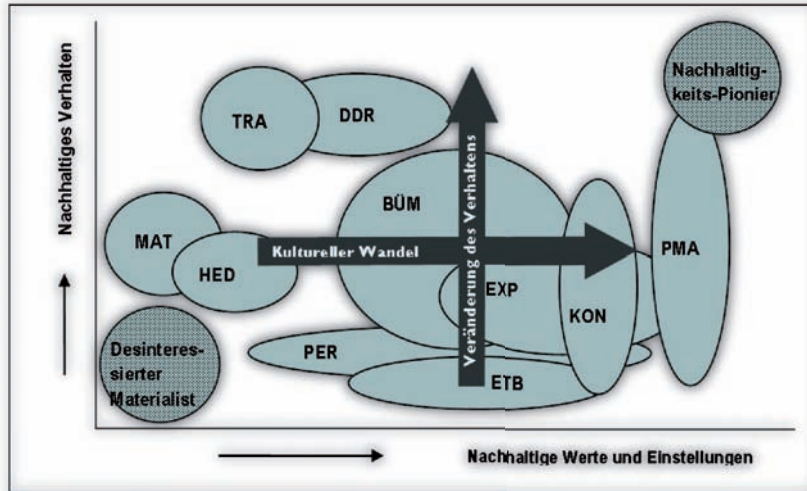 Nachhaltiges Verhalten
Nachhaltig-
keits-Pionier
TRA
DDR
BÜM
MAT
HED
Kultureller Wandel
Veränderung des Verhaltens
PMA
EXP
KON
PER
ETB
Desinteres-
sierter
Materialist
Nachhaltige Werte und Einstellungen